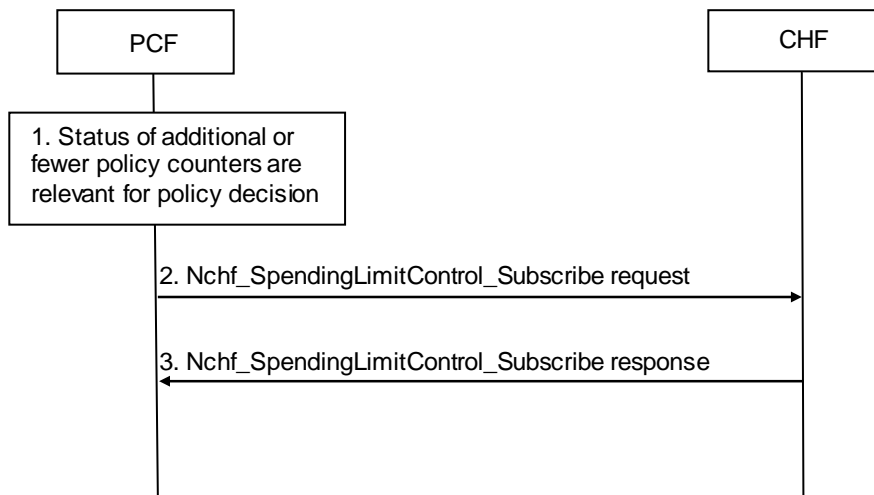 PCF
CHF
1. Status of additional or
fewer policy counters are
relevant for policy decision
2. Nchf_SpendingLimitControl_Subscribe request
3. Nchf_SpendingLimitControl_Subscribe response